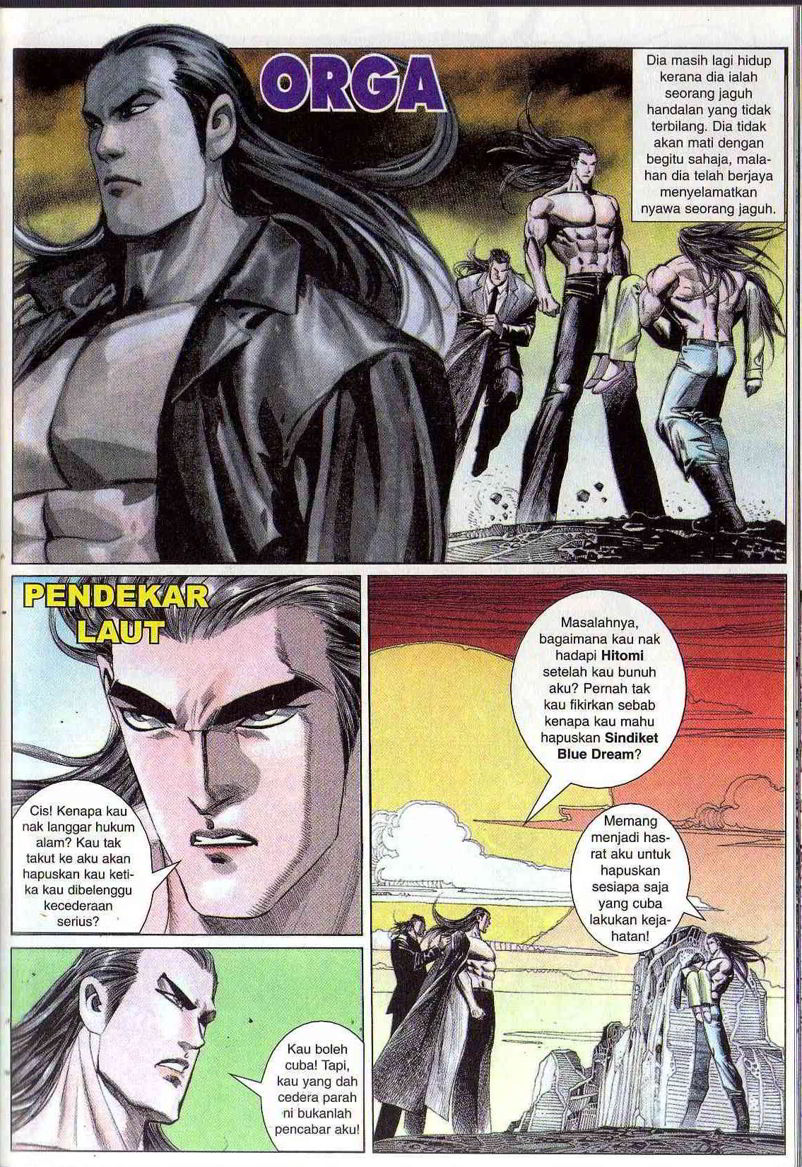 ORGA
Dia masih lagi hidup
kerana dia ialah
seorang jaguh
handalan yang tidak
terbilang. Dia tidak
akan mati dengan
begitu sahaja, mala-
han dia telah berjaya
menyelamatkan
nyawa seorang jaguh.
PENDEKAR
LAUT
Cis! Kenapa kau
nak langgar hukum
alam? Kau tak
takut ke aku akan
hapuskan kau keti-
ka kau dibelenggu
kecederaan
serius?
Kau boleh
cuba! Tapi,
kau yang dah
cedera parah
ni bukanlah
pencabar aku!
Masalahnya,
bagaimana kau nak
hadapi Hitomi
setelah kau bunuh
aku? Pernah tak
kau fikirkan sebab
kenapa kau mahu
hapuskan Sindiket
Blue Dream?
Memang
menjadi has-
rat aku untuk
hapuskan
sesiapa saja
yang cuba
lakukan keja-
hatan!